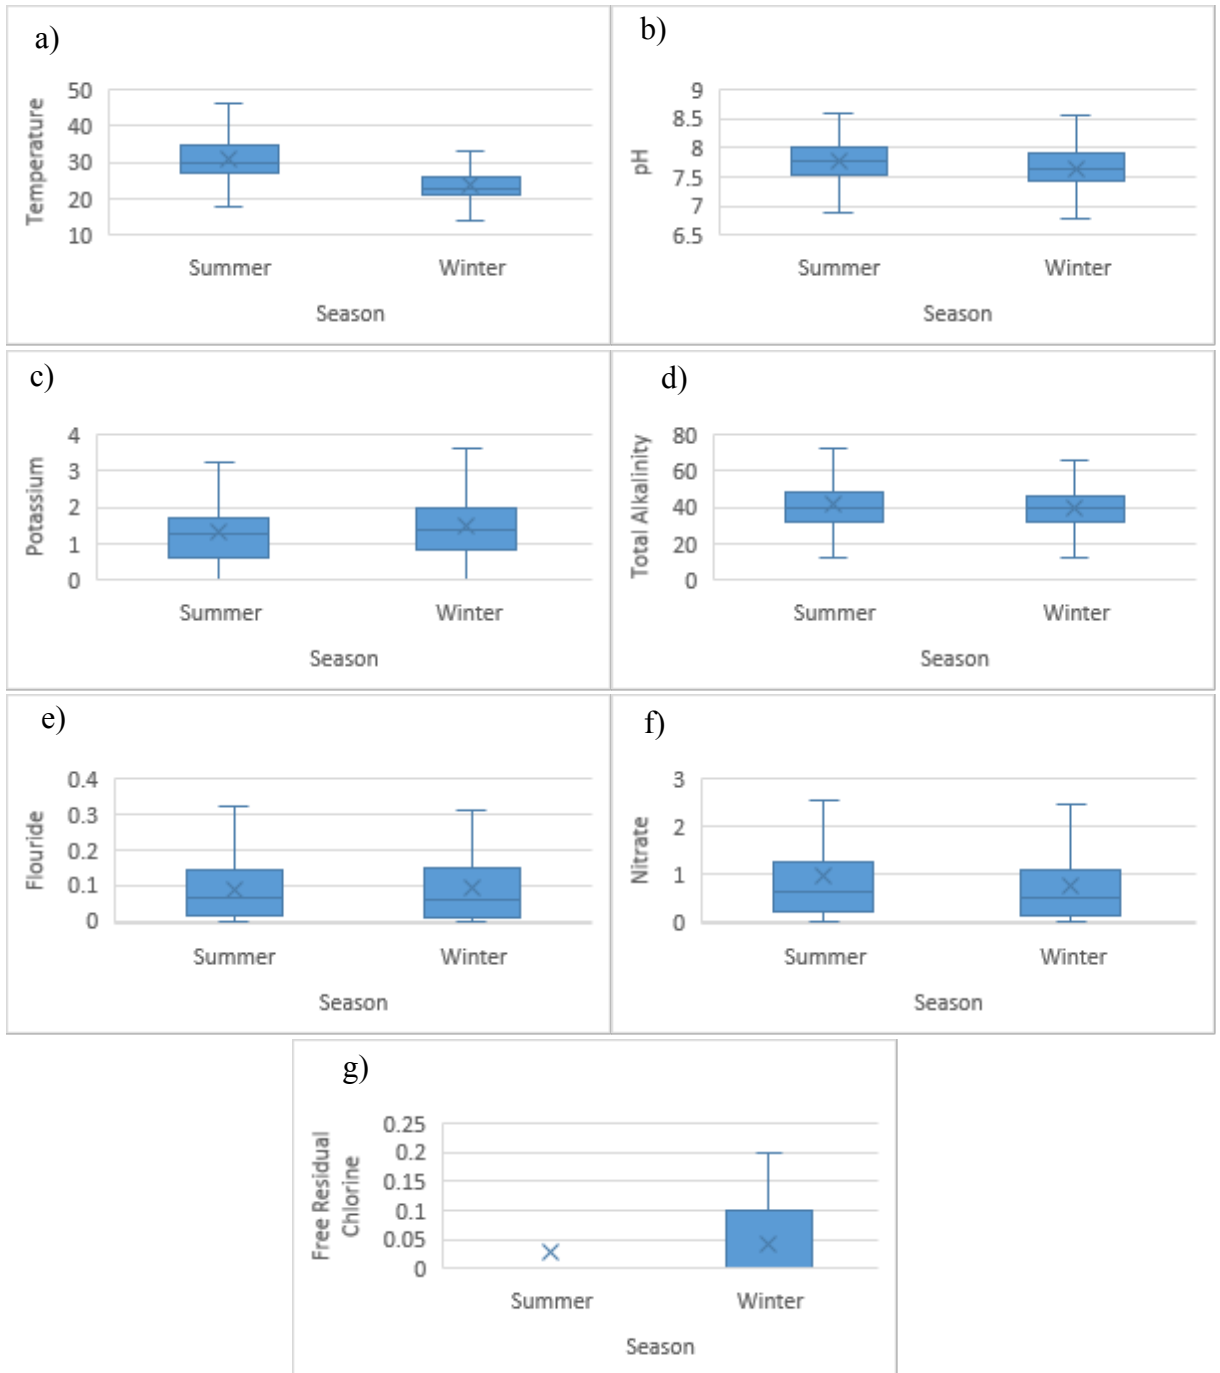 a)
Temperature
50
40
30
20
10
Summer Winter
Season
b)
pH
9
8.5
8
7.5
7
6.5
Summer Winter
Season
c)
Potassium
4
3
2
1
0
Summer Winter
Season
d)
Total Alkalinity
80
60
40
20
0
Summer Winter
Season
e)
Flouride
0.4
0.3
0.2
0.1
0
Summer Winter
Season
f)
Nitrate
3
2
1
0
Summer Winter
Season
g)
Free Residual
Chlorine
0.25
0.2
0.15
0.1
0.05
0
Summer Winter
Season